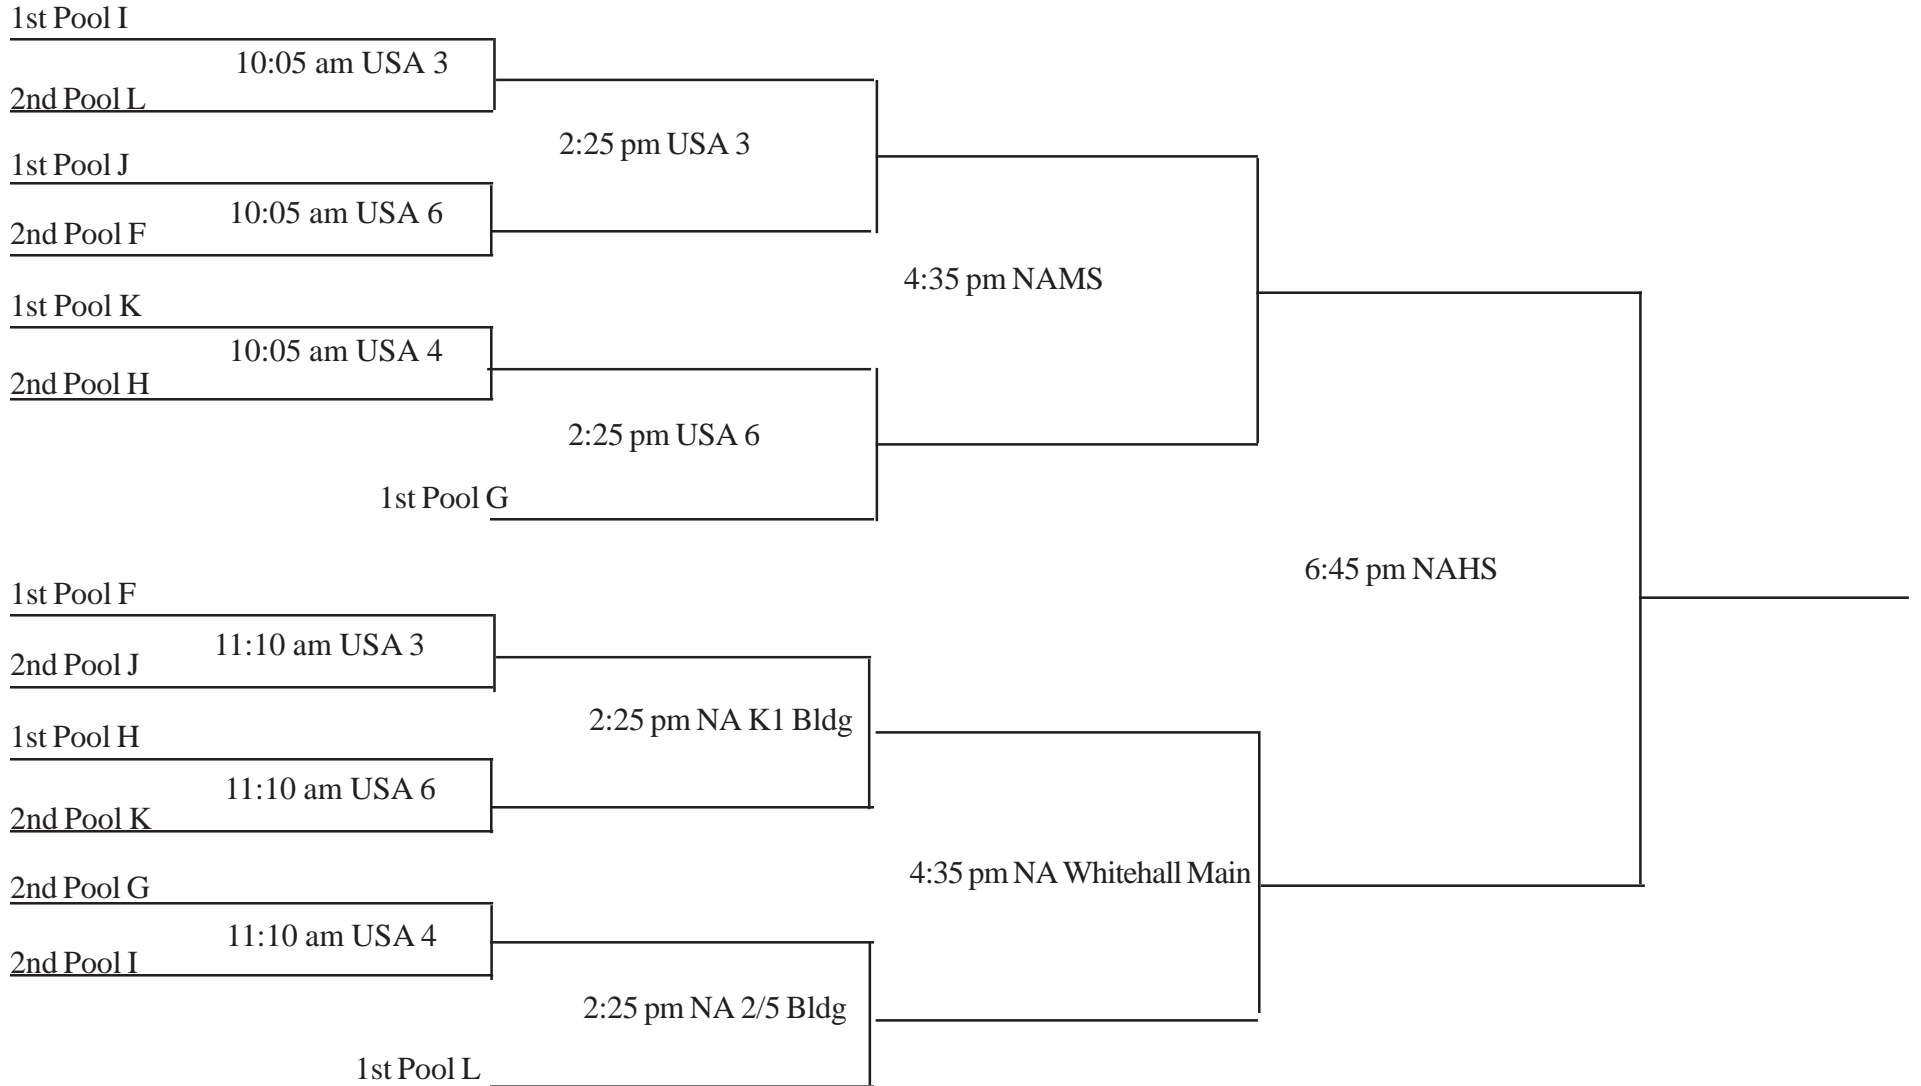 1st Pool I
10:05 am USA 3
2nd Pool L
2:25 pm USA 3
1st Pool J
10:05 am USA 6
2nd Pool F
4:35 pm NAMS
1st Pool K
10:05 am USA 4
2nd Pool H
2:25 pm USA 6
1st Pool G
6:45 pm NAHS
1st Pool F
11:10 am USA 3
2nd Pool J
2:25 pm NA K1 Bldg
1st Pool H
11:10 am USA 6
2nd Pool K
4:35 pm NA Whitehall Main
2nd Pool G
11:10 am USA 4
2nd Pool I
2:25 pm NA 2/5 Bldg
1st Pool L